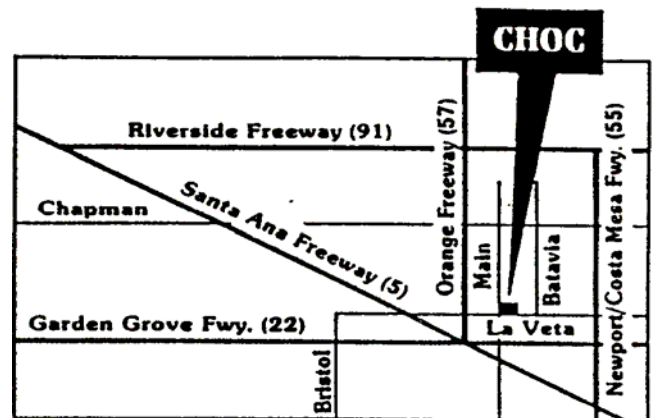 CHOC
Riverside Freeway (91)
Orange Freeway (57)
Newport/Costa Mesa Fwy. (55)
Santa Ana Freeway (5)
Chapman
Main
Batavia
Garden Grove Fwy. (22)
La Veta
Bristol